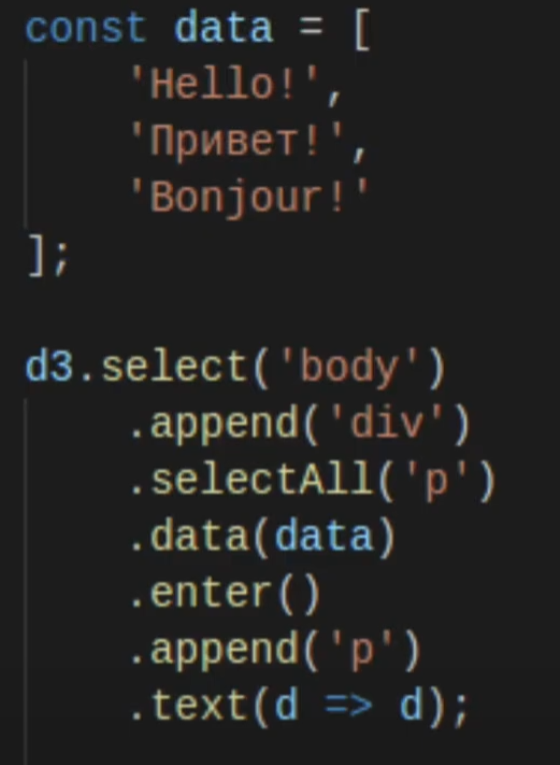 const data = [
'Hello!',
'Привет!',
'Bonjour!'
];
d3.select('body')
.append('div')
.selectAll('p')
.data(data)
.enter()
.append('p')
.text(d => d);